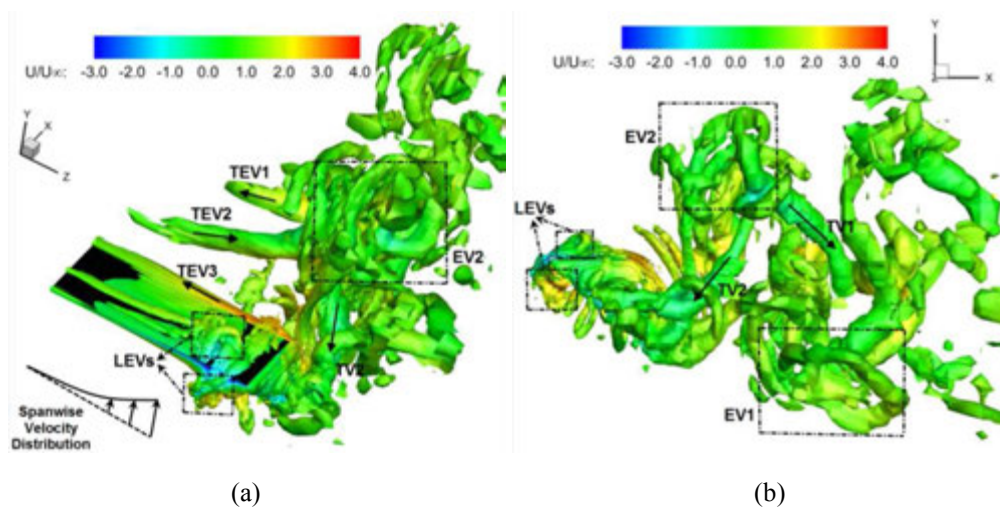 U/U∞: -3.0 -2.0 -1.0 0.0 1.0 2.0 3.0 4.0
Y
X
Z
TEV1
TEV2
EV2
TEV3
LEVs
TV2
Spanwise
Velocity
Distribution
(a)
U/U∞: -3.0 -2.0 -1.0 0.0 1.0 2.0 3.0 4.0
Y
X
EV2
LEVs
TV1
TV2
EV1
(b)